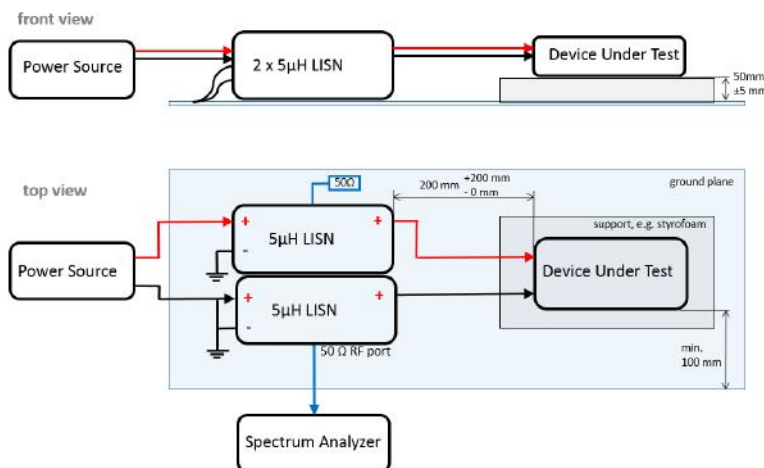 front view
Power Source
2 x 5µH LISN
Device Under Test
50mm
±5 mm
top view
50Ω
200 mm +200 mm
- 0 mm
ground plane
+
+
-
5µH LISN
support, e.g. styrofoam
Power Source
Device Under Test
+
+
-
5µH LISN
50 Ω RF port
min.
100 mm
Spectrum Analyzer